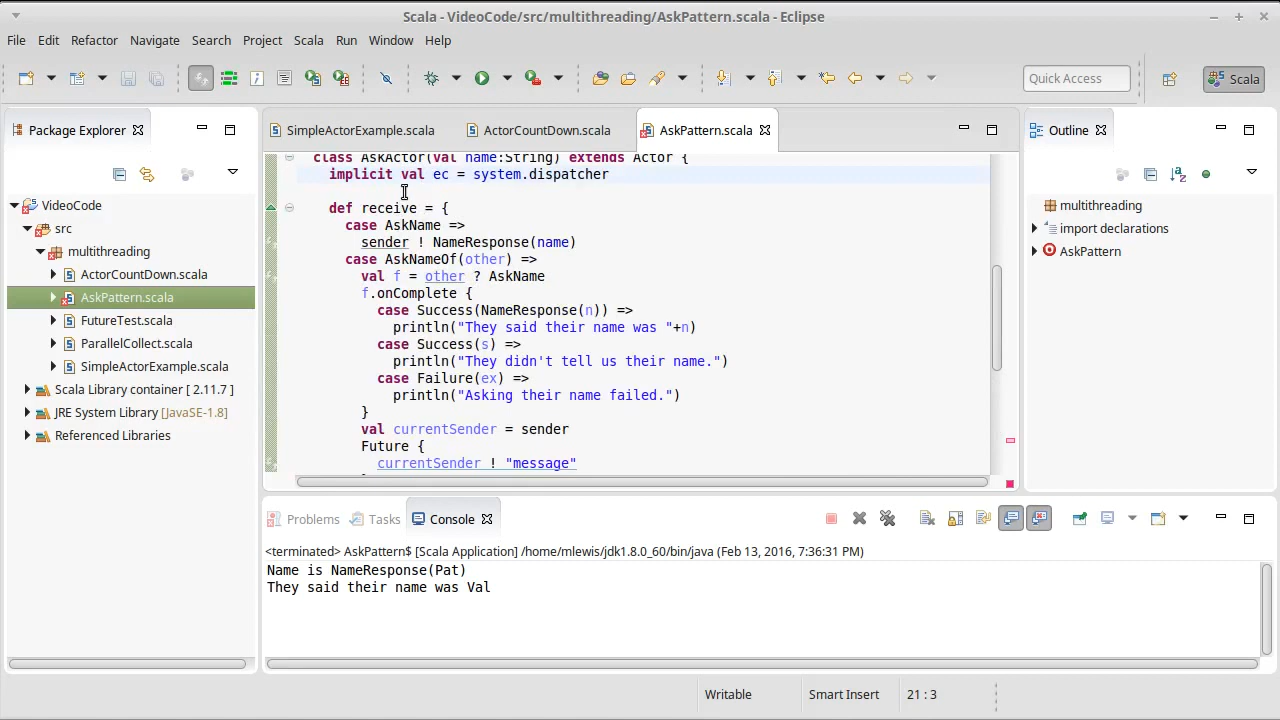 Scala - VideoCode/src/multithreading/AskPattern.scala - Eclipse
File Edit Refactor Navigate Search Project Scala Run Window Help
Quick Access
Scala
Package Explorer
VideoCode
src
multithreading
ActorCountDown.scala
AskPattern.scala
FutureTest.scala
ParallelCollect.scala
SimpleActorExample.scala
Scala Library container [ 2.11.7 ]
JRE System Library [JavaSE-1.8]
Referenced Libraries
SimpleActorExample.scala ActorCountDown.scala AskPattern.scala
class AskActor(val name:String) extends Actor {
implicit val ec = system.dispatcher
def receive = {
case AskName =>
sender ! NameResponse(name)
case AskNameOf(other) =>
val f = other ? AskName
f.onComplete {
case Success(NameResponse(n)) =>
println("They said their name was "+n)
case Success(s) =>
println("They didn't tell us their name.")
case Failure(ex) =>
println("Asking their name failed.")
}
val currentSender = sender
Future {
currentSender ! "message"
Outline
multithreading
import declarations
AskPattern
Problems Tasks Console
<terminated> AskPattern$ [Scala Application] /home/mlewis/jdk1.8.0_60/bin/java (Feb 13, 2016, 7:36:31 PM)
Name is NameResponse(Pat)
They said their name was Val
Writable Smart Insert 21 : 3